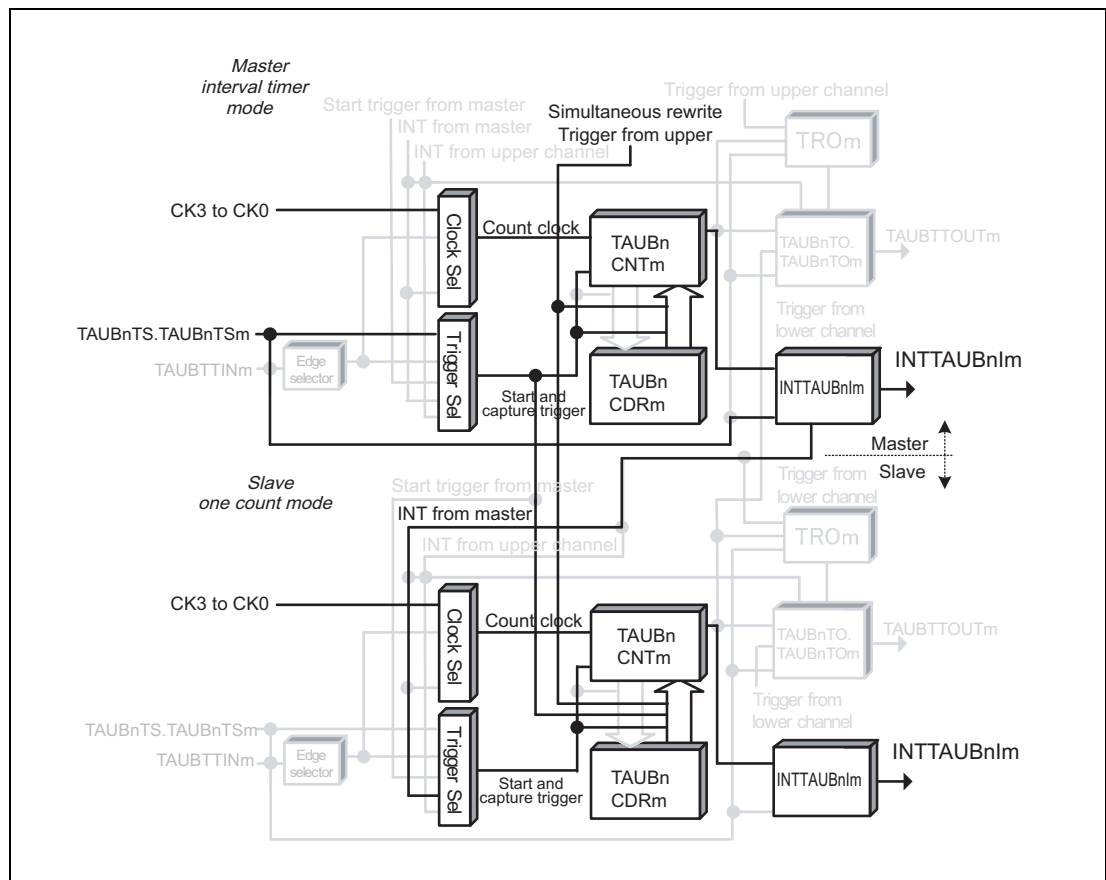 Master
interval timer
mode
Trigger from upper channel
Start trigger from master
Simultaneous rewrite
INT from master
Trigger from upper
INT from upper channel
TROm
CK3 to CK0
Clock Sel
Count clock
TAUBn
CNTm
TAUBnTO.
TAUBnTOm
TAUBTTOUTm
TAUBnTS.TAUBnTSm
Trigger Sel
Trigger from
lower channel
TAUBTTINm
Edge
selector
TAUBn
CDRm
Start and
capture trigger
INTTAUBnIm
INTTAUBnIm
Master
Slave
Slave
one count mode
Start trigger from master
Trigger from
lower channel
INT from master
INT from upper channel
TROm
CK3 to CK0
Clock Sel
Count clock
TAUBn
CNTm
TAUBnTO.
TAUBnTOm
TAUBTTOUTm
Trigger from
lower channel
TAUBnTS.TAUBnTSm
Trigger Sel
TAUBTTINm
Edge
selector
Start and
capture trigger
TAUBn
CDRm
INTTAUBnIm
INTTAUBnIm